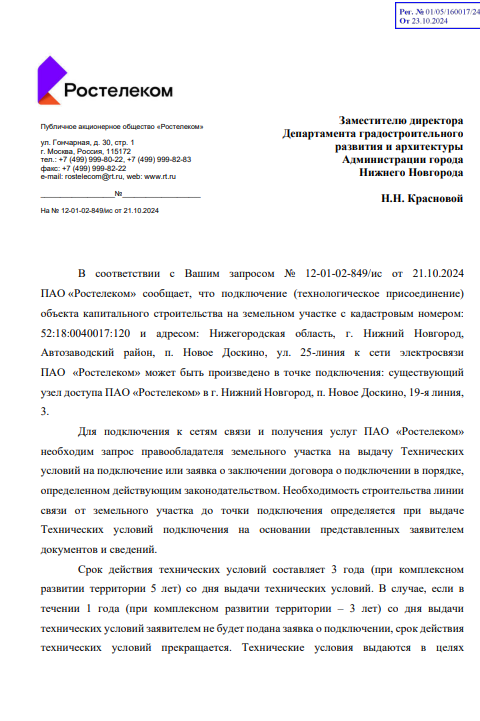 Рег. № 01/05/160017/24
От 23.10.2024
Ростелеком
Публичное акционерное общество «Ростелеком»
ул. Гончарная, д. 30, стр. 1
г. Москва, Россия, 115172
тел.: +7 (499) 999-80-22, +7 (499) 999-82-83
факс: +7 (499) 999-82-22
e-mail: rostelecom@rt.ru, web: www.rt.ru
___________________№____________________
На № 12-01-02-849/ис от 21.10.2024
Заместителю директора
Департамента градостроительного
развития и архитектуры
Администрации города
Нижнего Новгорода
Н.Н. Красновой
В соответствии с Вашим запросом № 12-01-02-849/ис от 21.10.2024
ПАО «Ростелеком» сообщает, что подключение (технологическое присоединение)
объекта капитального строительства на земельном участке с кадастровым номером:
52:18:0040017:120 и адресом: Нижегородская область, г. Нижний Новгород,
Автозаводский район, п. Новое Доскино, ул. 25-линия к сети электросвязи
ПАО «Ростелеком» может быть произведено в точке подключения: существующий
узел доступа ПАО «Ростелеком» в г. Нижний Новгород, п. Новое Доскино, 19-я линия,
3.
Для подключения к сетям связи и получения услуг ПАО «Ростелеком»
необходим запрос правообладателя земельного участка на выдачу Технических
условий на подключение или заявка о заключении договора о подключении в порядке,
определенном действующим законодательством. Необходимость строительства линии
связи от земельного участка до точки подключения определяется при выдаче
Технических условий подключения на основании представленных заявителем
документов и сведений.
Срок действия технических условий составляет 3 года (при комплексном
развитии территории 5 лет) со дня выдачи технических условий. В случае, если в
течении 1 года (при комплексном развитии территории – 3 лет) со дня выдачи
технических условий заявителем не будет подана заявка о подключении, срок действия
технических условий прекращается. Технические условия выдаются в целях